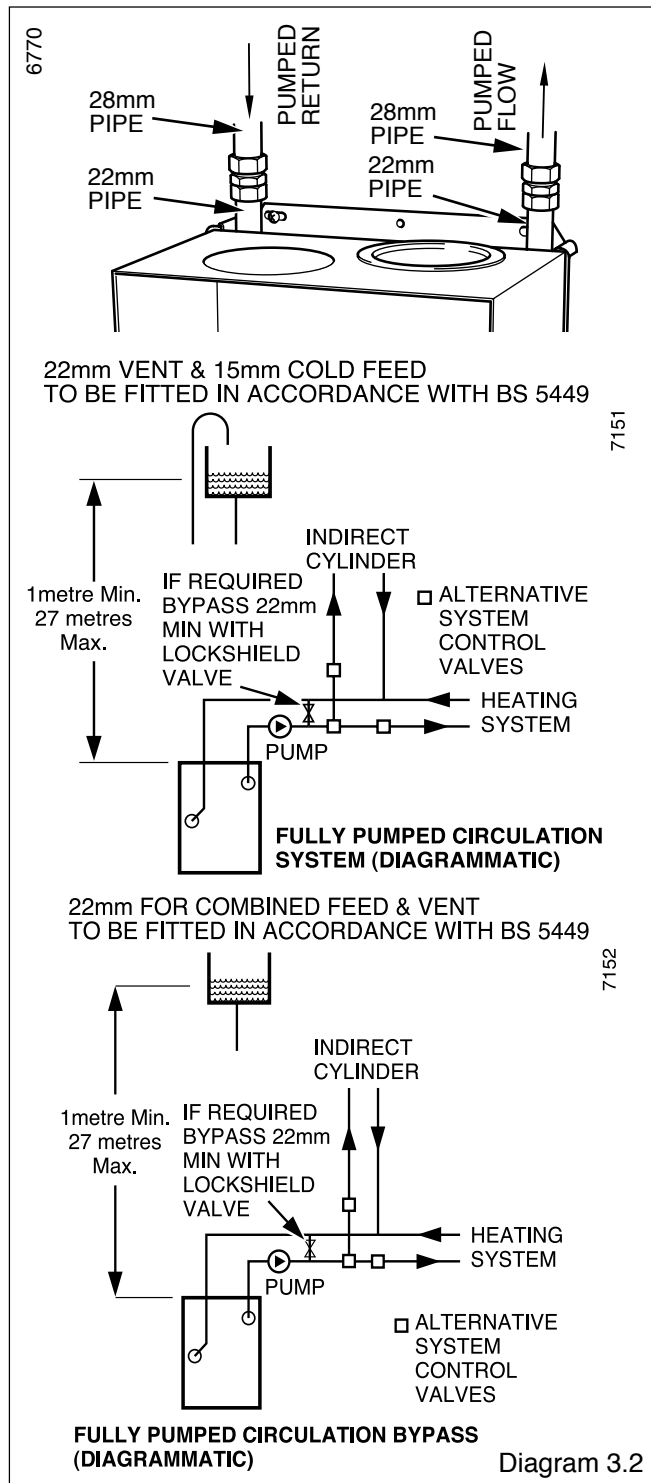 6770
PUMPED
RETURN
PUMPED
FLOW
28mm
PIPE
28mm
PIPE
22mm
PIPE
22mm
PIPE
22mm VENT & 15mm COLD FEED
TO BE FITTED IN ACCORDANCE WITH BS 5449
7151
INDIRECT
CYLINDER
1metre Min.
27 metres
Max.
IF REQUIRED
BYPASS 22mm
MIN WITH
LOCKSHIELD
VALVE
ALTERNATIVE
SYSTEM
CONTROL
VALVES
HEATING
SYSTEM
PUMP
FULLY PUMPED CIRCULATION
SYSTEM (DIAGRAMMATIC)
22mm FOR COMBINED FEED & VENT
TO BE FITTED IN ACCORDANCE WITH BS 5449
7152
INDIRECT
CYLINDER
1metre Min.
27 metres
Max.
IF REQUIRED
BYPASS 22mm
MIN WITH
LOCKSHIELD
VALVE
HEATING
SYSTEM
PUMP
ALTERNATIVE
SYSTEM
CONTROL
VALVES
FULLY PUMPED CIRCULATION BYPASS
(DIAGRAMMATIC)
Diagram 3.2